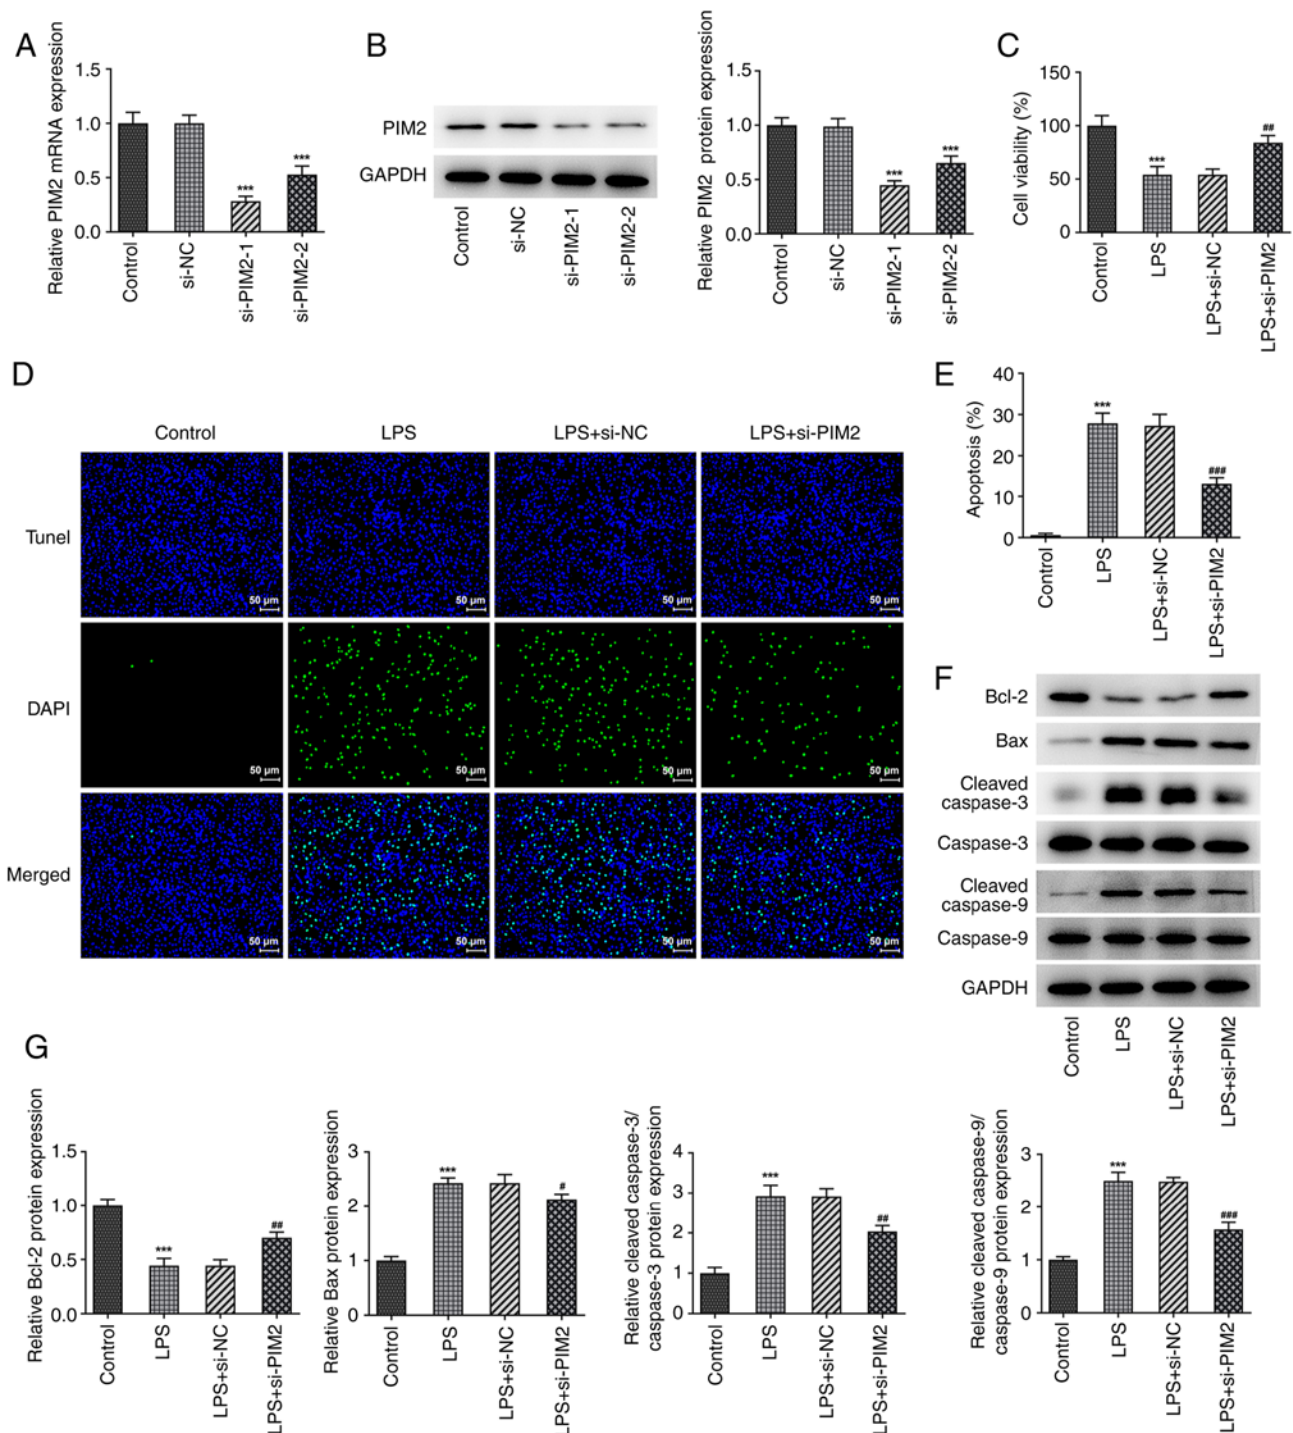 A
Relative PIM2 mRNA expression
1.5
1.0
0.5
0.0
***
***
Control
si-NC
si-PIM2-1
si-PIM2-2
B
PIM2
GAPDH
Control
si-NC
si-PIM2-1
si-PIM2-2
Relative PIM2 protein expression
1.5
1.0
0.5
0.0
***
***
Control
si-NC
si-PIM2-1
si-PIM2-2
C
Cell viability (%)
150
100
50
0
***
##
Control
LPS
LPS+si-NC
LPS+si-PIM2
D
Control
LPS
LPS+si-NC
LPS+si-PIM2
Tunel
50 µm
50 µm
50 µm
50 µm
DAPI
50 µm
50 µm
50 µm
50 µm
Merged
50 µm
50 µm
50 µm
50 µm
E
Apoptosis (%)
40
30
20
10
0
***
###
Control
LPS
LPS+si-NC
LPS+si-PIM2
F
Bcl-2
Bax
Cleaved
caspase-3
Caspase-3
Cleaved
caspase-9
Caspase-9
GAPDH
Control
LPS
LPS+si-NC
LPS+si-PIM2
G
Relative Bcl-2 protein expression
1.5
1.0
0.5
0.0
***
##
Control
LPS
LPS+si-NC
LPS+si-PIM2
Relative Bax protein expression
3
2
1
0
***
#
Control
LPS
LPS+si-NC
LPS+si-PIM2
Relative cleaved caspase-3/
caspase-3 protein expression
4
3
2
1
0
***
##
Control
LPS
LPS+si-NC
LPS+si-PIM2
Relative cleaved caspase-9/
caspase-9 protein expression
3
2
1
0
***
###
Control
LPS
LPS+si-NC
LPS+si-PIM2